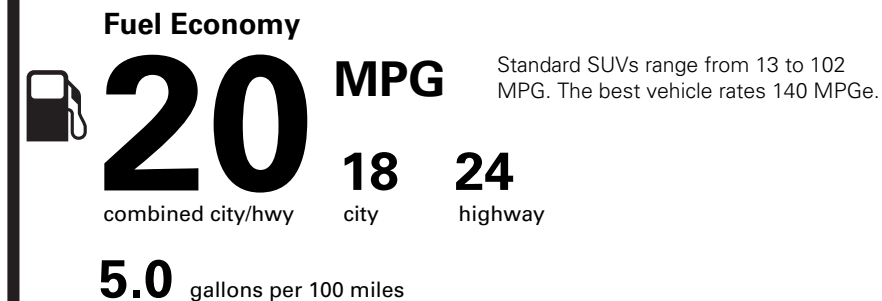 Fuel Economy
20 MPG
Standard SUVs range from 13 to 102
MPG. The best vehicle rates 140 MPGe.
18 24
combined city/hwy city highway
5.0 gallons per 100 miles